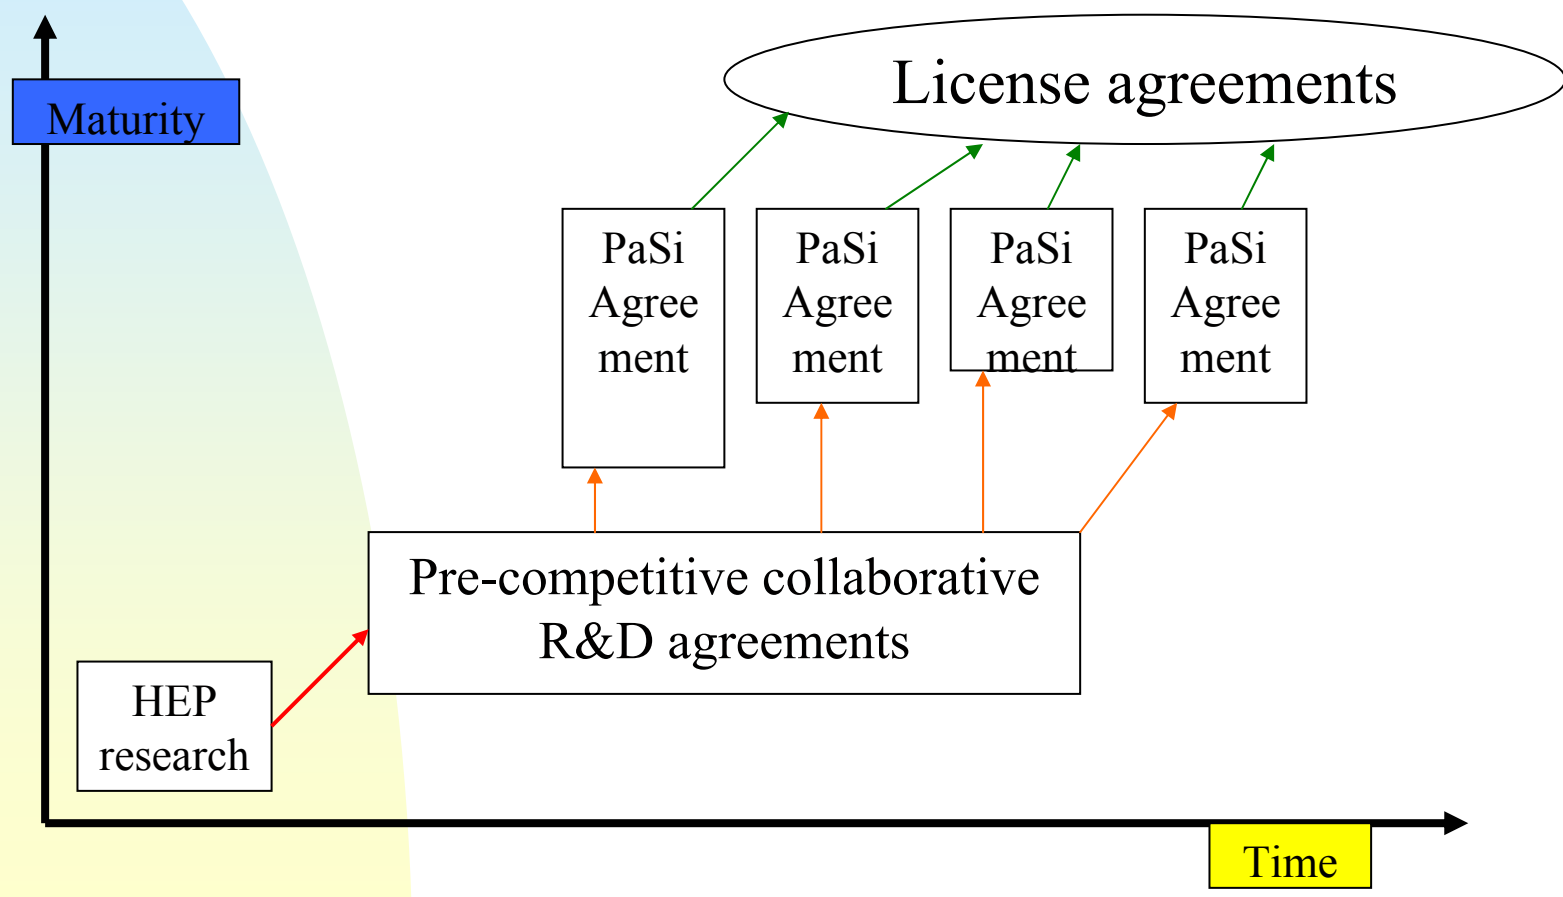 License agreements
Maturity
PaSi
Agree
ment
PaSi
Agree
ment
PaSi
Agree
ment
PaSi
Agree
ment
Pre-competitive collaborative
R&D agreements
HEP
research
Time